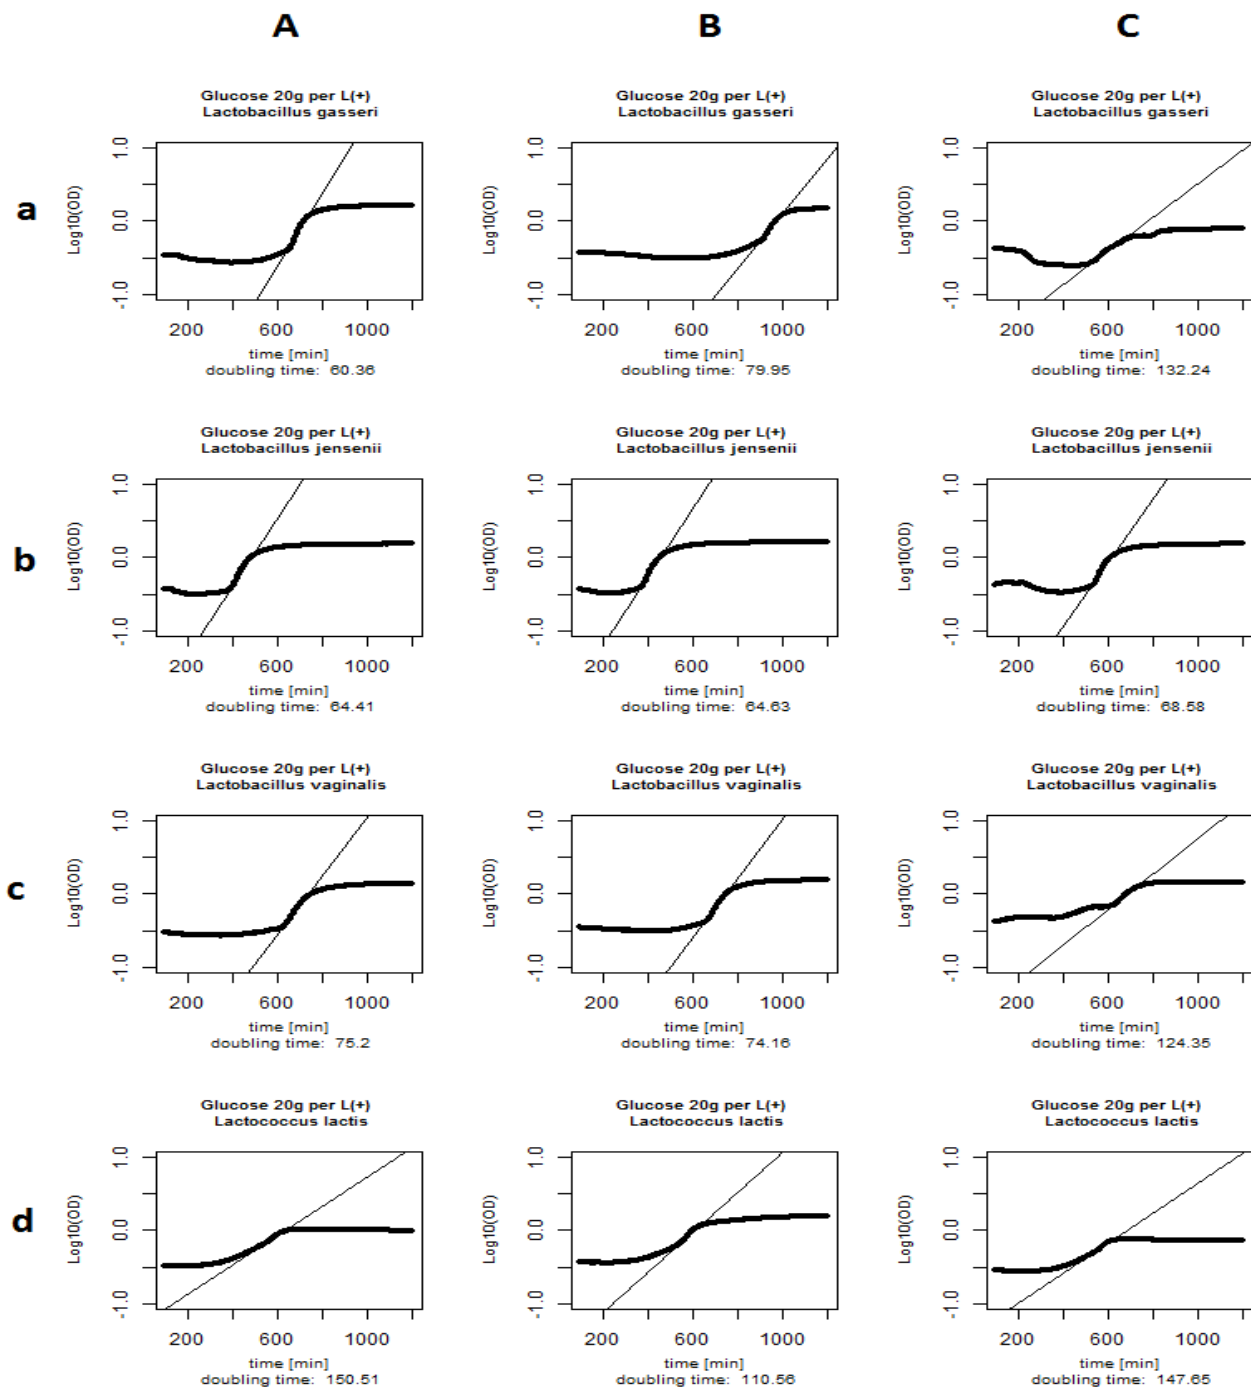 A B C
a
Glucose 20g per L(+)
Lactobacillus gasseri
Log10(OD)
1.0
0.0
-1.0
200 600 1000
time [min]
doubling time: 60.36
Glucose 20g per L(+)
Lactobacillus gasseri
Log10(OD)
1.0
0.0
-1.0
200 600 1000
time [min]
doubling time: 79.95
Glucose 20g per L(+)
Lactobacillus gasseri
Log10(OD)
1.0
0.0
-1.0
200 600 1000
time [min]
doubling time: 132.24
b
Glucose 20g per L(+)
Lactobacillus jensenii
Log10(OD)
1.0
0.0
-1.0
200 600 1000
time [min]
doubling time: 64.41
Glucose 20g per L(+)
Lactobacillus jensenii
Log10(OD)
1.0
0.0
-1.0
200 600 1000
time [min]
doubling time: 64.63
Glucose 20g per L(+)
Lactobacillus jensenii
Log10(OD)
1.0
0.0
-1.0
200 600 1000
time [min]
doubling time: 68.58
c
Glucose 20g per L(+)
Lactobacillus vaginalis
Log10(OD)
1.0
0.0
-1.0
200 600 1000
time [min]
doubling time: 75.2
Glucose 20g per L(+)
Lactobacillus vaginalis
Log10(OD)
1.0
0.0
-1.0
200 600 1000
time [min]
doubling time: 74.16
Glucose 20g per L(+)
Lactobacillus vaginalis
Log10(OD)
1.0
0.0
-1.0
200 600 1000
time [min]
doubling time: 124.35
d
Glucose 20g per L(+)
Lactococcus lactis
Log10(OD)
1.0
0.0
-1.0
200 600 1000
time [min]
doubling time: 150.51
Glucose 20g per L(+)
Lactococcus lactis
Log10(OD)
1.0
0.0
-1.0
200 600 1000
time [min]
doubling time: 110.56
Glucose 20g per L(+)
Lactococcus lactis
Log10(OD)
1.0
0.0
-1.0
200 600 1000
time [min]
doubling time: 147.65